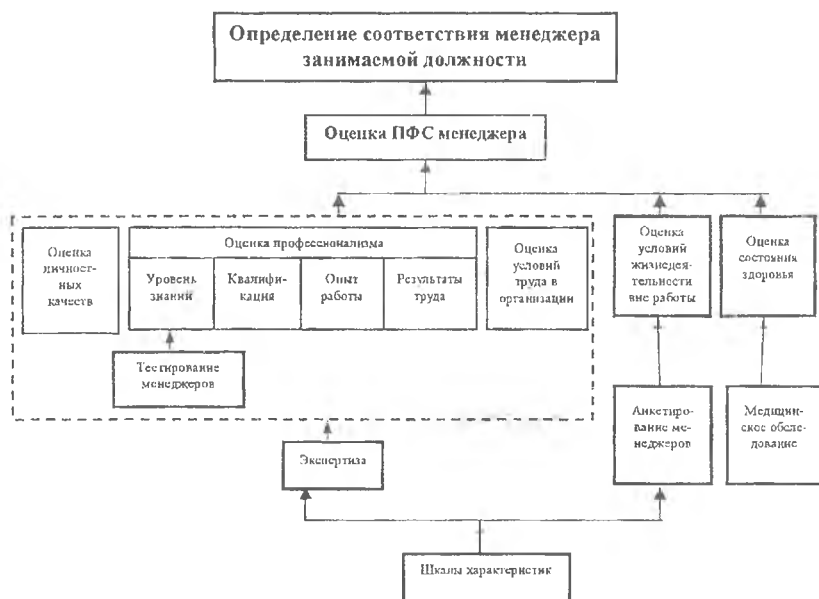 Определение соответствия менеджера
занимаемой должности
Оценка ПФС менеджера
Оценка
личност-
ных
качеств
Оценка профессионализма
Уровень
знаний
Квалифи-
кация
Опыт
работы
Результаты
труда
Оценка
условий
труда в
организации
Оценка
условий
жизнедея-
тельности
вне работы
Оценка
состояния
здоровья
Тестирование
менеджеров
Экспертиза
Анкетиро-
вание ме-
неджеров
Медицин-
ское обсле-
дование
Шкалы характеристик